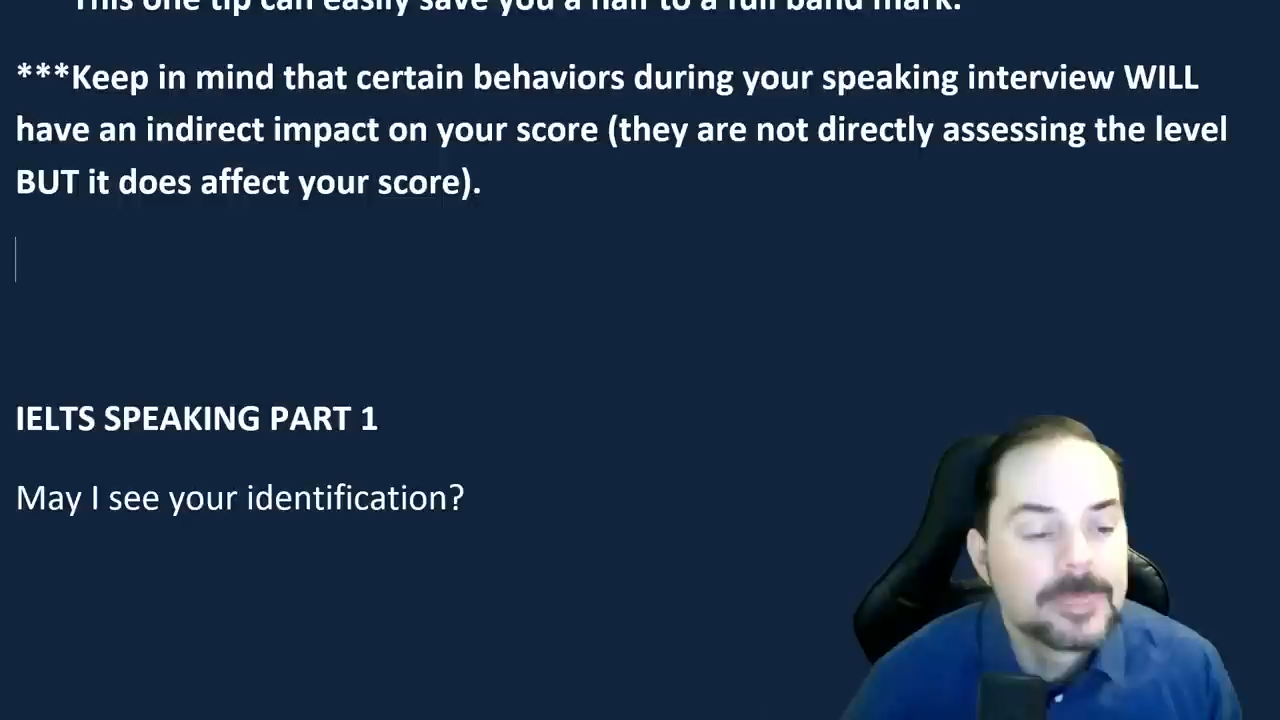 This one tip can easily save you a half to a full band mark.
***Keep in mind that certain behaviors during your speaking interview WILL
have an indirect impact on your score (they are not directly assessing the level
BUT it does affect your score).
IELTS SPEAKING PART 1
May I see your identification?